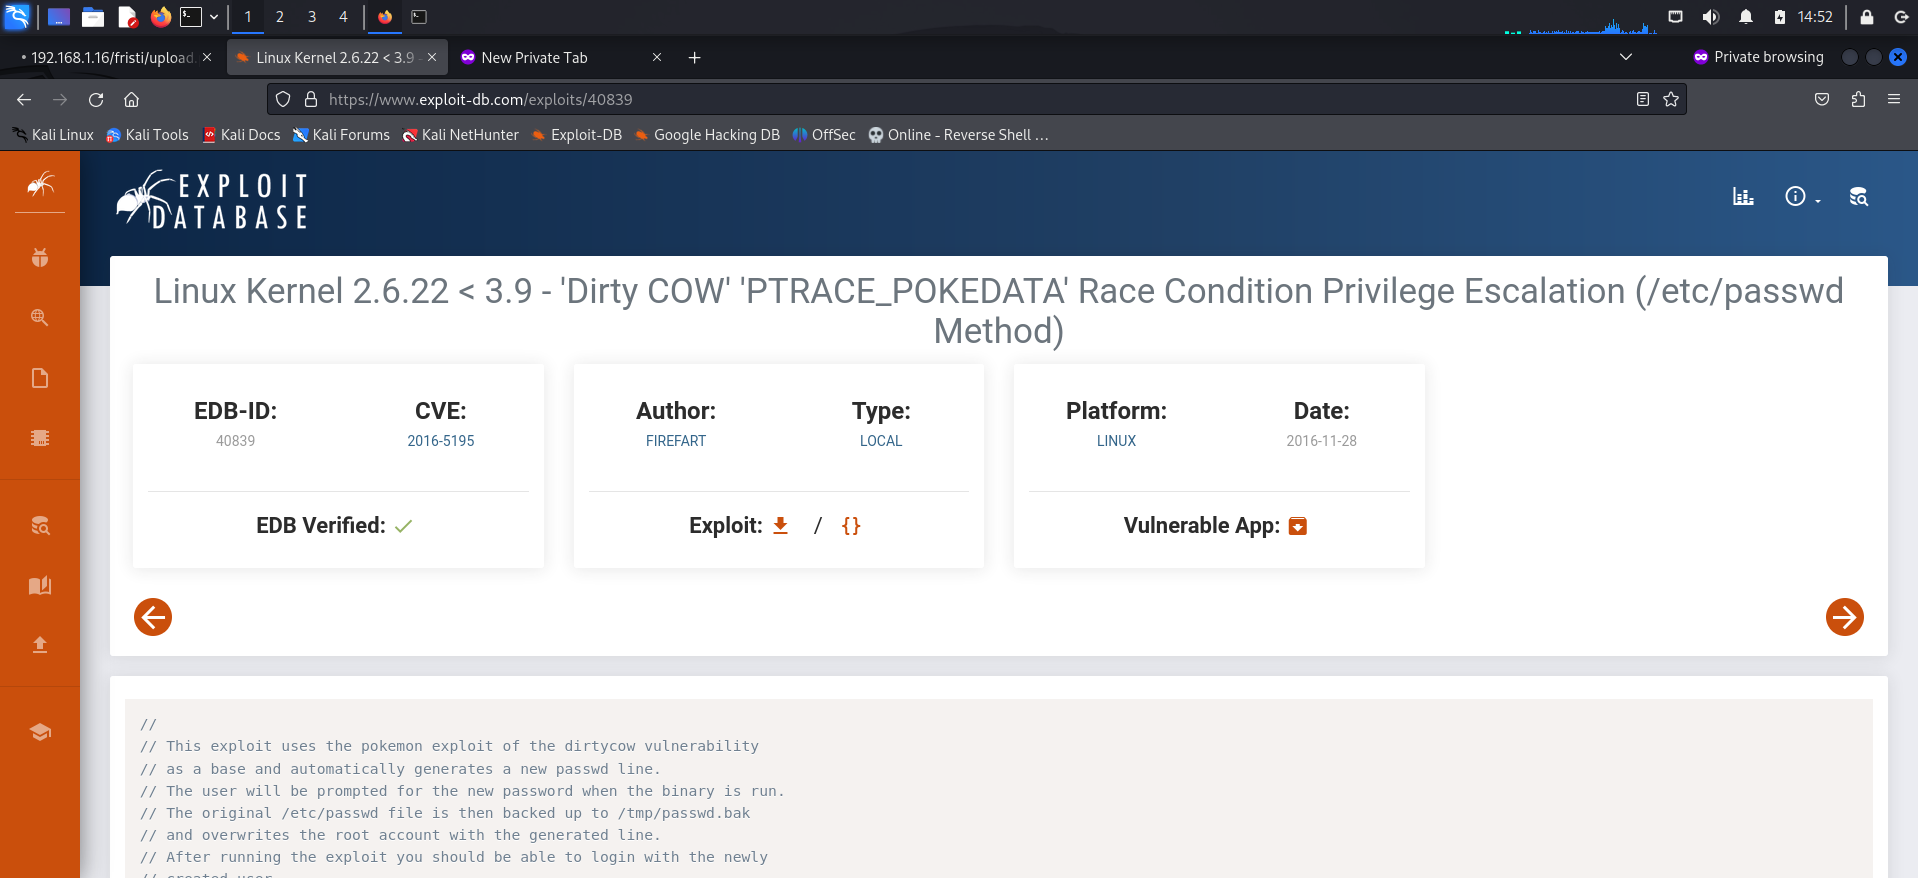 1 2 3 4 14:52
192.168.1.16/fristi/upload Linux Kernel 2.6.22 < 3.9 - New Private Tab Private browsing
https://www.exploit-db.com/exploits/40839
Kali Linux Kali Tools Kali Docs Kali Forums Kali NetHunter Exploit-DB Google Hacking DB OffSec Online - Reverse Shell …
EXPLOIT
DATABASE
Linux Kernel 2.6.22 < 3.9 - 'Dirty COW' 'PTRACE_POKEDATA' Race Condition Privilege Escalation (/etc/passwd
Method)
EDB-ID: CVE: Author: Type: Platform: Date:
40839 2016-5195 FIREFART LOCAL LINUX 2016-11-28
EDB Verified: Exploit: / {} Vulnerable App:
//
// This exploit uses the pokemon exploit of the dirtycow vulnerability
// as a base and automatically generates a new passwd line.
// The user will be prompted for the new password when the binary is run.
// The original /etc/passwd file is then backed up to /tmp/passwd.bak
// and overwrites the root account with the generated line.
// After running the exploit you should be able to login with the newly
// created user.